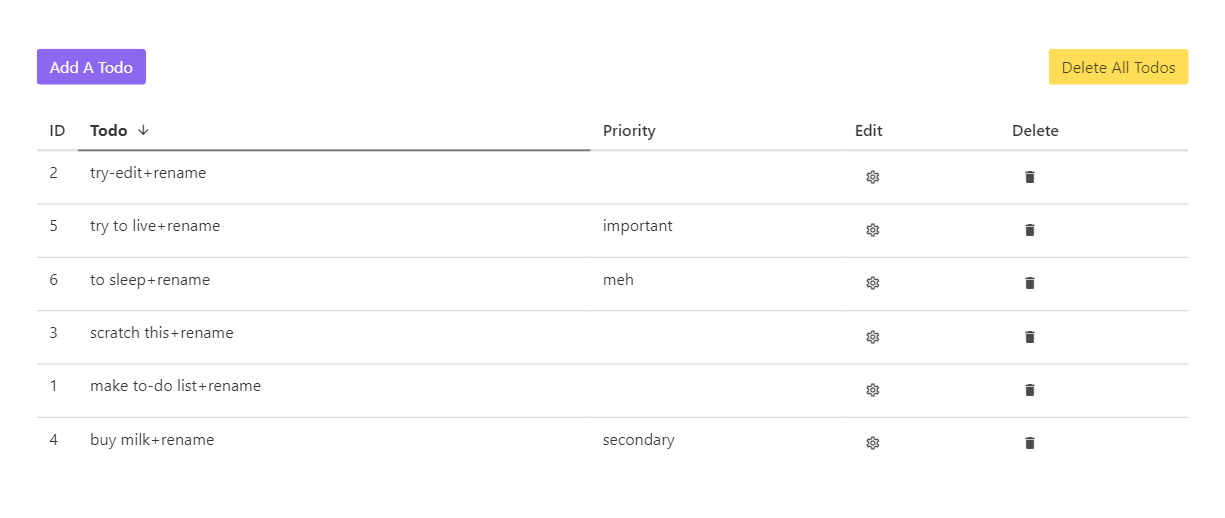 Add A Todo Delete All Todos
ID Todo Priority Edit Delete
2 try-edit+rename
5 try to live+rename important
6 to sleep+rename meh
3 scratch this+rename
1 make to-do list+rename
4 buy milk+rename secondary